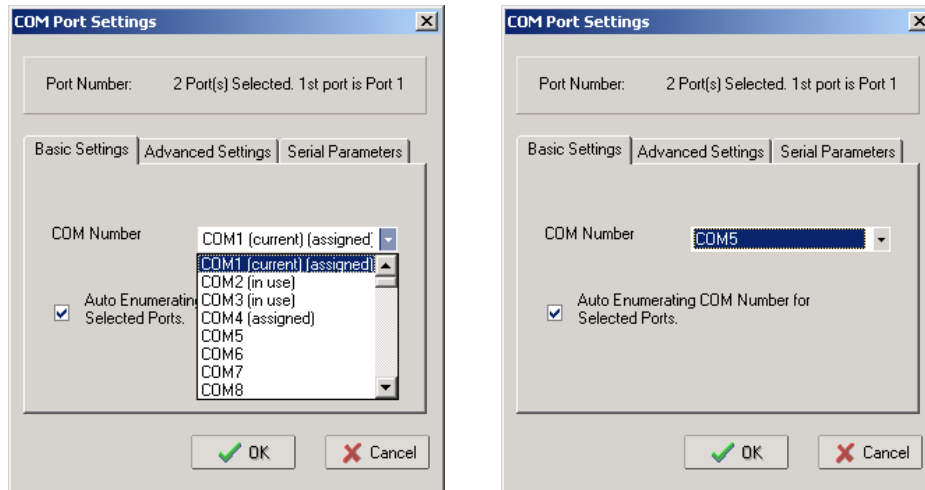 COM Port Settings
Port Number: 2 Port(s) Selected. 1st port is Port 1
Basic Settings Advanced Settings Serial Parameters
COM Number COM1 (current) (assigned)
COM1 (current) (assigned)
COM2 (in use)
COM3 (in use)
COM4 (assigned)
COM5
COM6
COM7
COM8
Auto Enumerating
Selected Ports.
OK Cancel
COM Port Settings
Port Number: 2 Port(s) Selected. 1st port is Port 1
Basic Settings Advanced Settings Serial Parameters
COM Number COM5
Auto Enumerating COM Number for
Selected Ports.
OK Cancel